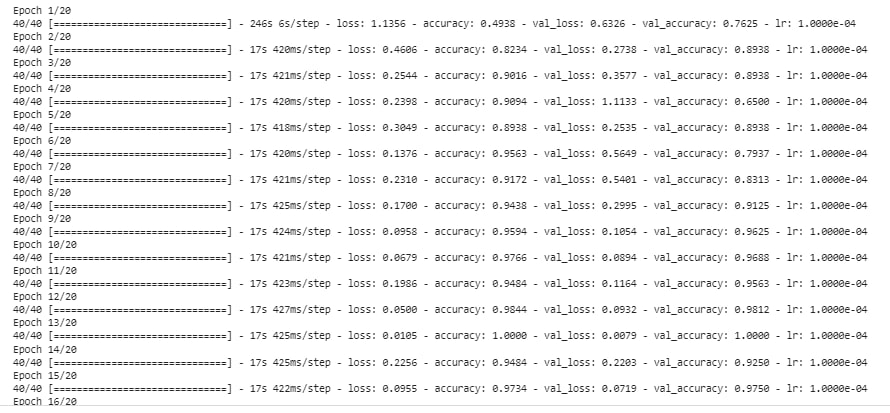 Epoch 1/20
40/40 [==============================] - 246s 6s/step - loss: 1.1356 - accuracy: 0.4938 - val_loss: 0.6326 - val_accuracy: 0.7625 - lr: 1.0000e-04
Epoch 2/20
40/40 [==============================] - 17s 420ms/step - loss: 0.4606 - accuracy: 0.8234 - val_loss: 0.2738 - val_accuracy: 0.8938 - lr: 1.0000e-04
Epoch 3/20
40/40 [==============================] - 17s 421ms/step - loss: 0.2544 - accuracy: 0.9016 - val_loss: 0.3577 - val_accuracy: 0.8938 - lr: 1.0000e-04
Epoch 4/20
40/40 [==============================] - 17s 420ms/step - loss: 0.2398 - accuracy: 0.9094 - val_loss: 1.1133 - val_accuracy: 0.6500 - lr: 1.0000e-04
Epoch 5/20
40/40 [==============================] - 17s 418ms/step - loss: 0.3049 - accuracy: 0.8938 - val_loss: 0.2535 - val_accuracy: 0.8938 - lr: 1.0000e-04
Epoch 6/20
40/40 [==============================] - 17s 420ms/step - loss: 0.1376 - accuracy: 0.9563 - val_loss: 0.5649 - val_accuracy: 0.7937 - lr: 1.0000e-04
Epoch 7/20
40/40 [==============================] - 17s 421ms/step - loss: 0.2310 - accuracy: 0.9172 - val_loss: 0.5401 - val_accuracy: 0.8313 - lr: 1.0000e-04
Epoch 8/20
40/40 [==============================] - 17s 425ms/step - loss: 0.1700 - accuracy: 0.9438 - val_loss: 0.2995 - val_accuracy: 0.9125 - lr: 1.0000e-04
Epoch 9/20
40/40 [==============================] - 17s 424ms/step - loss: 0.0958 - accuracy: 0.9594 - val_loss: 0.1054 - val_accuracy: 0.9625 - lr: 1.0000e-04
Epoch 10/20
40/40 [==============================] - 17s 421ms/step - loss: 0.0679 - accuracy: 0.9766 - val_loss: 0.0894 - val_accuracy: 0.9688 - lr: 1.0000e-04
Epoch 11/20
40/40 [==============================] - 17s 423ms/step - loss: 0.1986 - accuracy: 0.9484 - val_loss: 0.1164 - val_accuracy: 0.9563 - lr: 1.0000e-04
Epoch 12/20
40/40 [==============================] - 17s 427ms/step - loss: 0.0500 - accuracy: 0.9844 - val_loss: 0.0932 - val_accuracy: 0.9812 - lr: 1.0000e-04
Epoch 13/20
40/40 [==============================] - 17s 425ms/step - loss: 0.0105 - accuracy: 1.0000 - val_loss: 0.0079 - val_accuracy: 1.0000 - lr: 1.0000e-04
Epoch 14/20
40/40 [==============================] - 17s 425ms/step - loss: 0.2256 - accuracy: 0.9484 - val_loss: 0.2203 - val_accuracy: 0.9250 - lr: 1.0000e-04
Epoch 15/20
40/40 [==============================] - 17s 422ms/step - loss: 0.0955 - accuracy: 0.9734 - val_loss: 0.0719 - val_accuracy: 0.9750 - lr: 1.0000e-04
Epoch 16/20